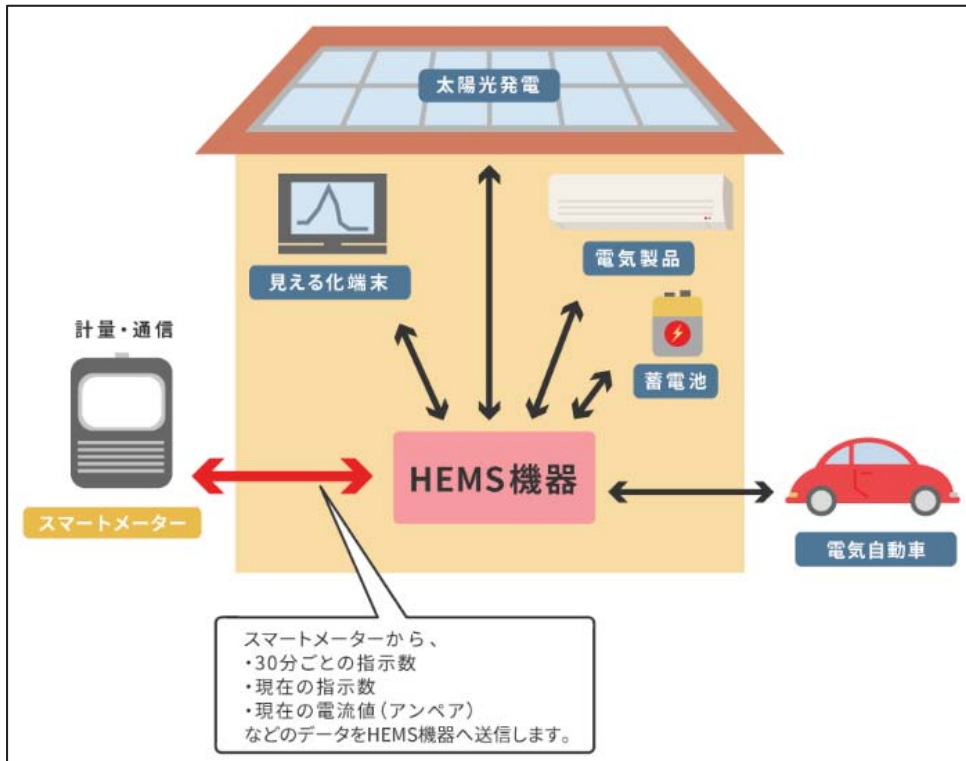 太陽光発電
見える化端末
電気製品
蓄電池
計量・通信
スマートメーター
HEMS機器
電気自動車
スマートメーターから、
・30分ごとの指示数
・現在の指示数
・現在の電流値(アンペア)
などのデータをHEMS機器へ送信します。